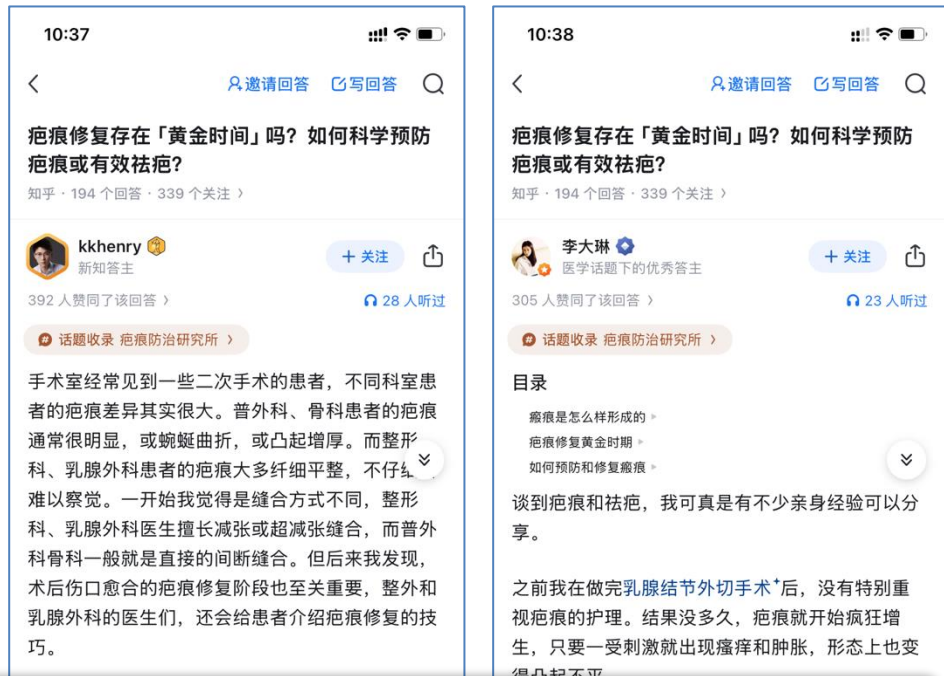 10:37
邀请回答 写回答
疤痕修复存在「黄金时间」吗？如何科学预防
疤痕或有效祛疤？
知乎 · 194 个回答 · 339 个关注 >
kkhenry
新知答主
+ 关注
392 人赞同了该回答 >
28 人听过
# 话题收录 疤痕防治研究所 >
手术室经常见到一些二次手术的患者，不同科室患
者的疤痕差异其实很大。普外科、骨科患者的疤痕
通常很明显，或蜿蜒曲折，或凸起增厚。而整形
科、乳腺外科患者的疤痕大多纤细平整，不仔
难以察觉。一开始我觉得是缝合方式不同，整形
科、乳腺外科医生擅长减张或超减张缝合，而普外
科骨科一般就是直接的间断缝合。但后来我发现，
术后伤口愈合的疤痕修复阶段也至关重要，整外和
乳腺外科的医生们，还会给患者介绍疤痕修复的技
巧。
10:38
邀请回答 写回答
疤痕修复存在「黄金时间」吗？如何科学预防
疤痕或有效祛疤？
知乎 · 194 个回答 · 339 个关注 >
李大琳
医学话题下的优秀答主
+ 关注
305 人赞同了该回答 >
23 人听过
# 话题收录 疤痕防治研究所 >
目录
瘢痕是怎么样形成的
疤痕修复黄金时期
如何预防和修复瘢痕
谈到疤痕和祛疤，我可真是有不少亲身经验可以分
享。
之前我在做完乳腺结节外切手术后，没有特别重
视疤痕的护理。结果没多久，疤痕就开始疯狂增
生，只要一受刺激就出现瘙痒和肿胀，形态上也变
得凸起不平